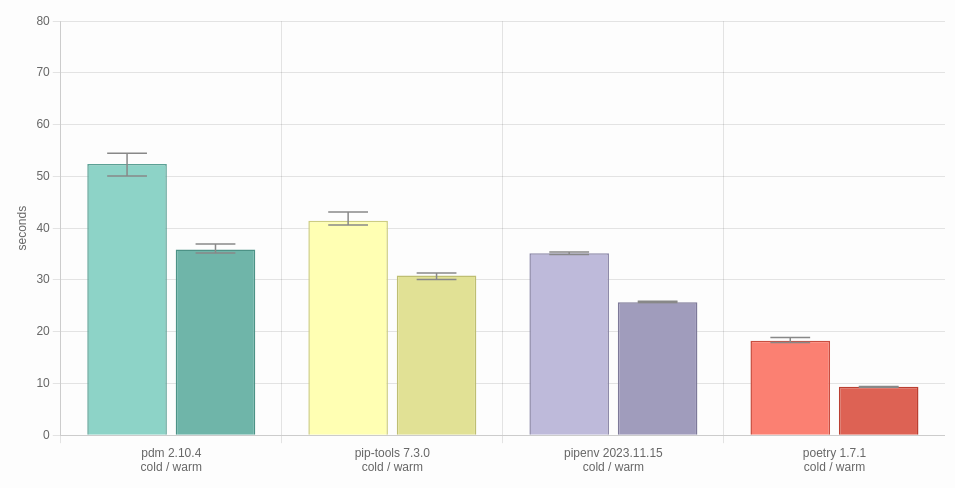 80
70
60
50
40
30
20
10
0
seconds
pdm 2.10.4
cold / warm
pip-tools 7.3.0
cold / warm
pipenv 2023.11.15
cold / warm
poetry 1.7.1
cold / warm